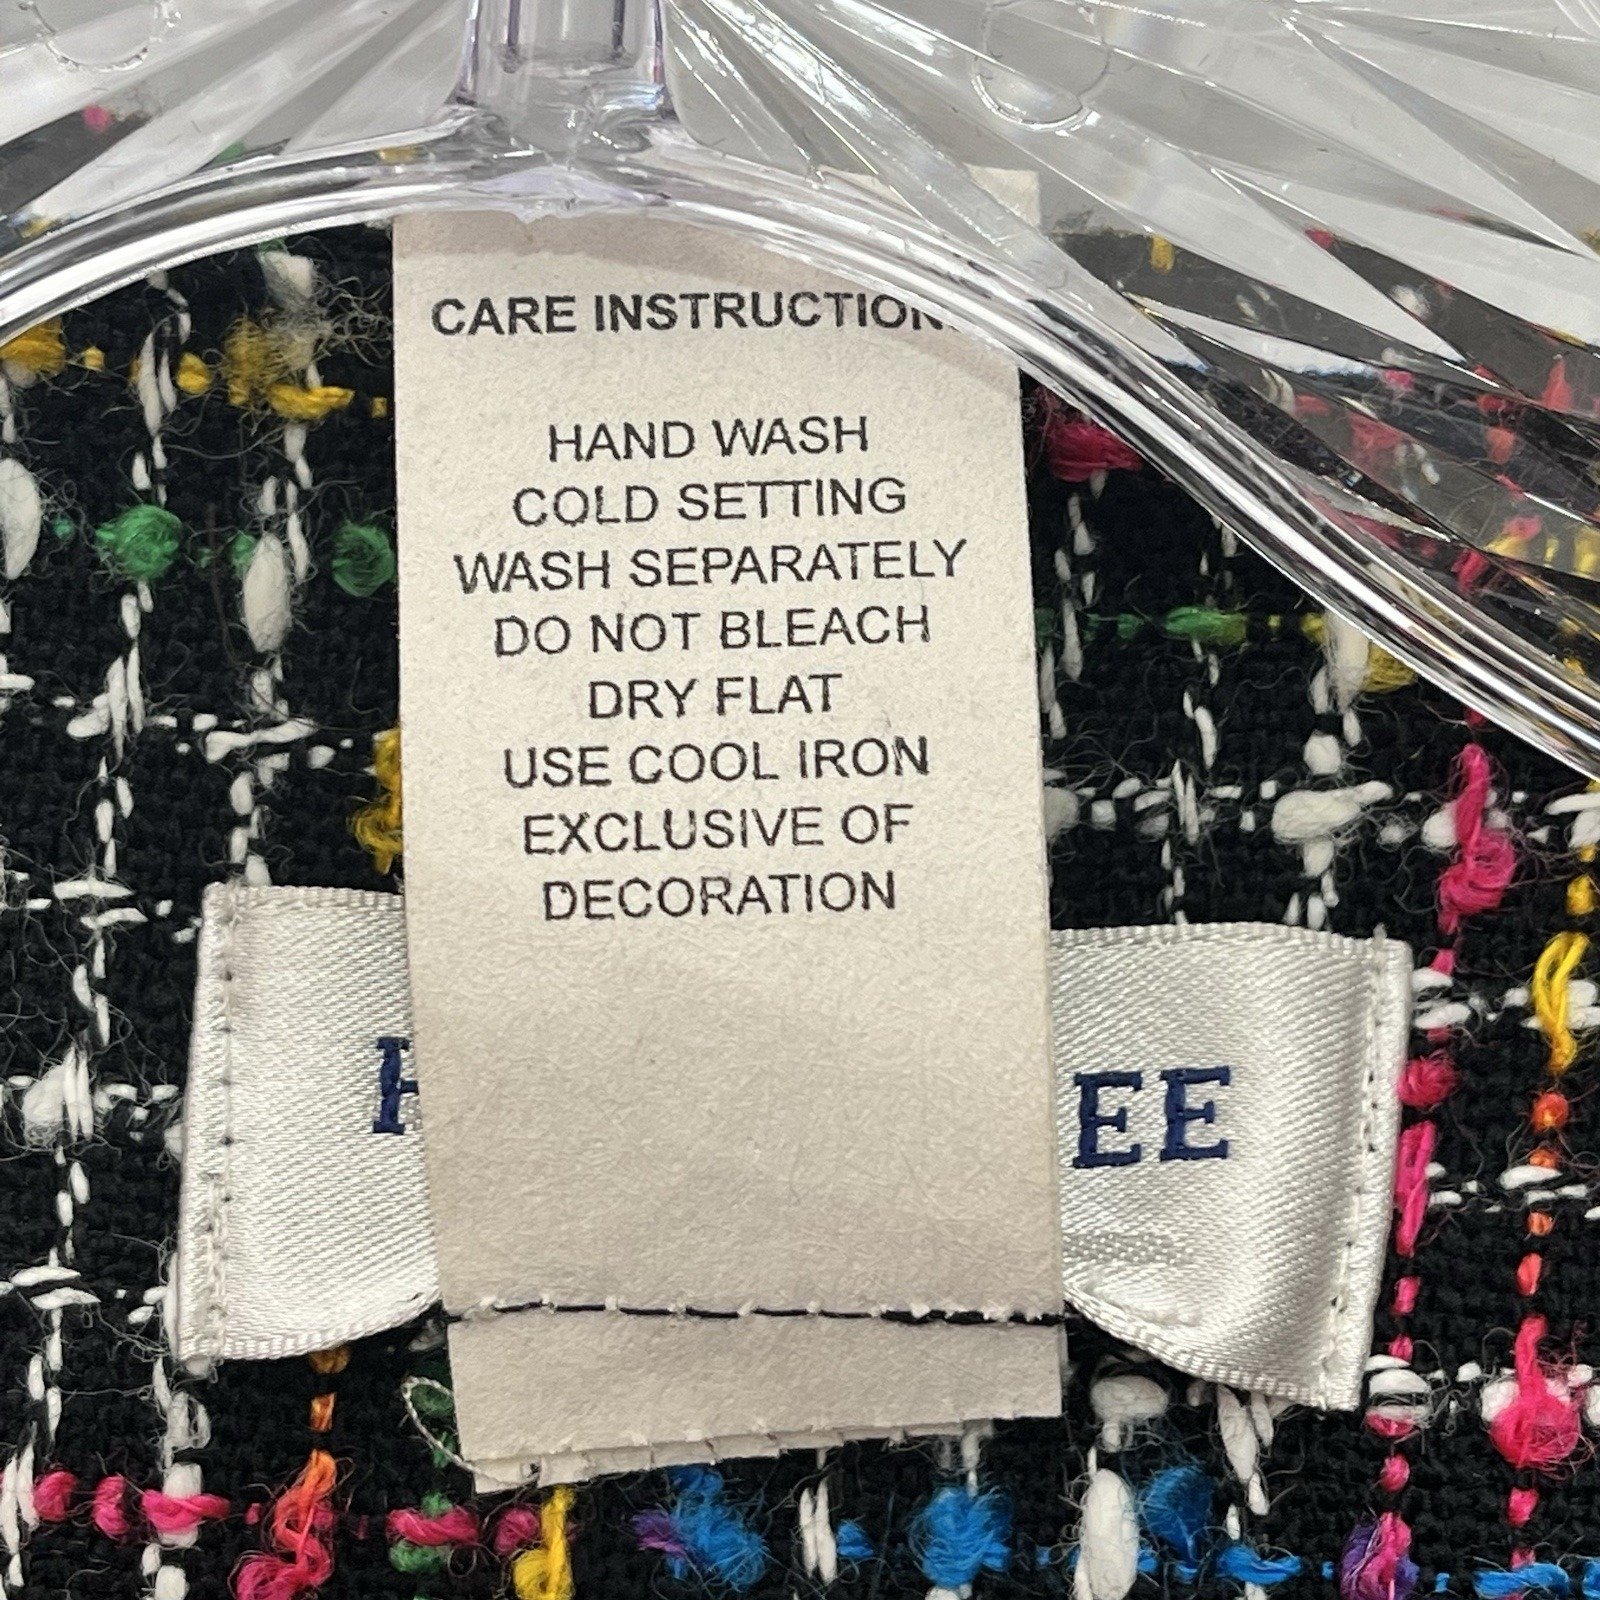 CARE INSTRUCTION
HAND WASH
COLD SETTING
WASH SEPARATELY
DO NOT BLEACH
DRY FLAT
USE COOL IRON
EXCLUSIVE OF
DECORATION
EE